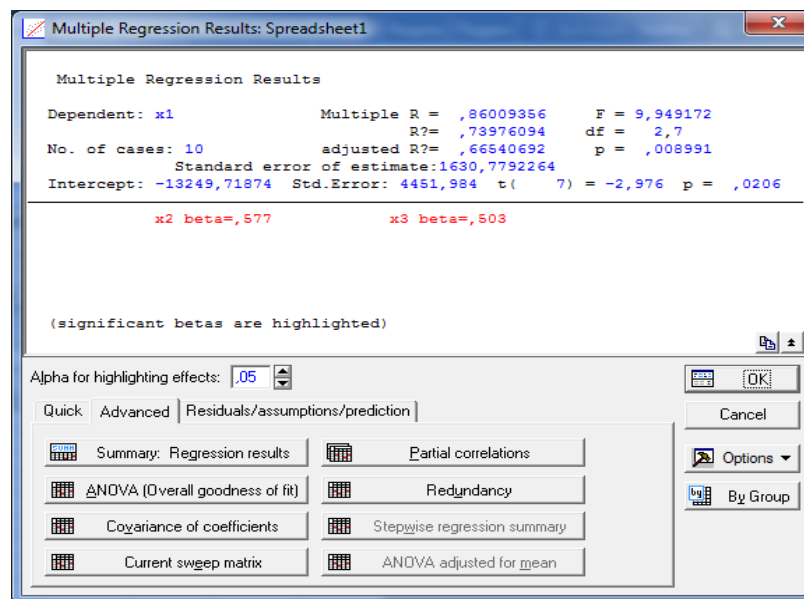 Multiple Regression Results: Spreadsheet1
Multiple Regression Results
Dependent: x1 Multiple R = ,86009356 F = 9,949172
R?= ,73976094 df = 2,7
No. of cases: 10 adjusted R?= ,66540692 p = ,008991
Standard error of estimate:1630,7792264
Intercept: -13249,71874 Std.Error: 4451,984 t( 7) = -2,976 p = ,0206
x2 beta=,577 x3 beta=,503
(significant betas are highlighted)
Alpha for highlighting effects: ,05
OK
Quick Advanced Residuals/assumptions/prediction
Cancel
Summary: Regression results Partial correlations
Options
ANOVA (Overall goodness of fit) Redundancy
By Group
Covariance of coefficients Stepwise regression summary
Current sweep matrix ANOVA adjusted for mean